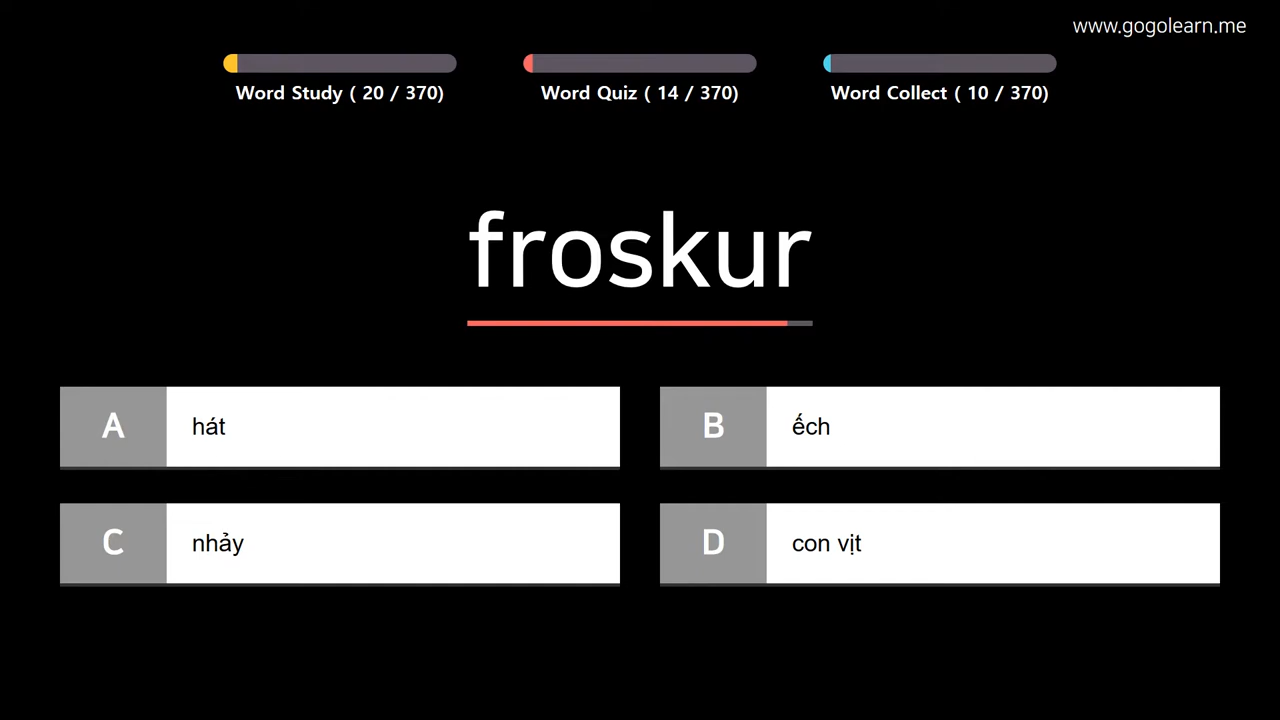 www.gogolearn.me
Word Study ( 20 / 370)
Word Quiz ( 14 / 370)
Word Collect ( 10 / 370)
froskur
A hát
B ếch
C nhảy
D con vịt